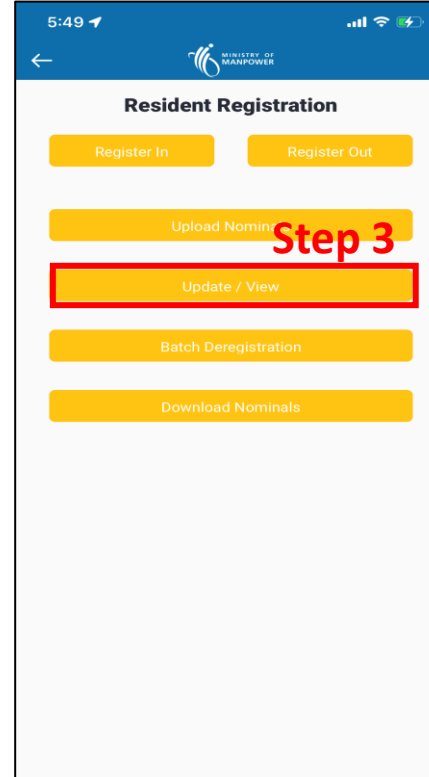 5:49
MINISTRY OF
MANPOWER
Resident Registration
Register In Register Out
Upload Nominals
Step 3
Update / View
Batch Deregistration
Download Nominals